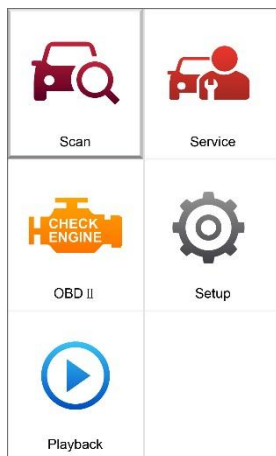 Scan
Service
CHECK
ENGINE
OBD Ⅱ
Setup
Playback